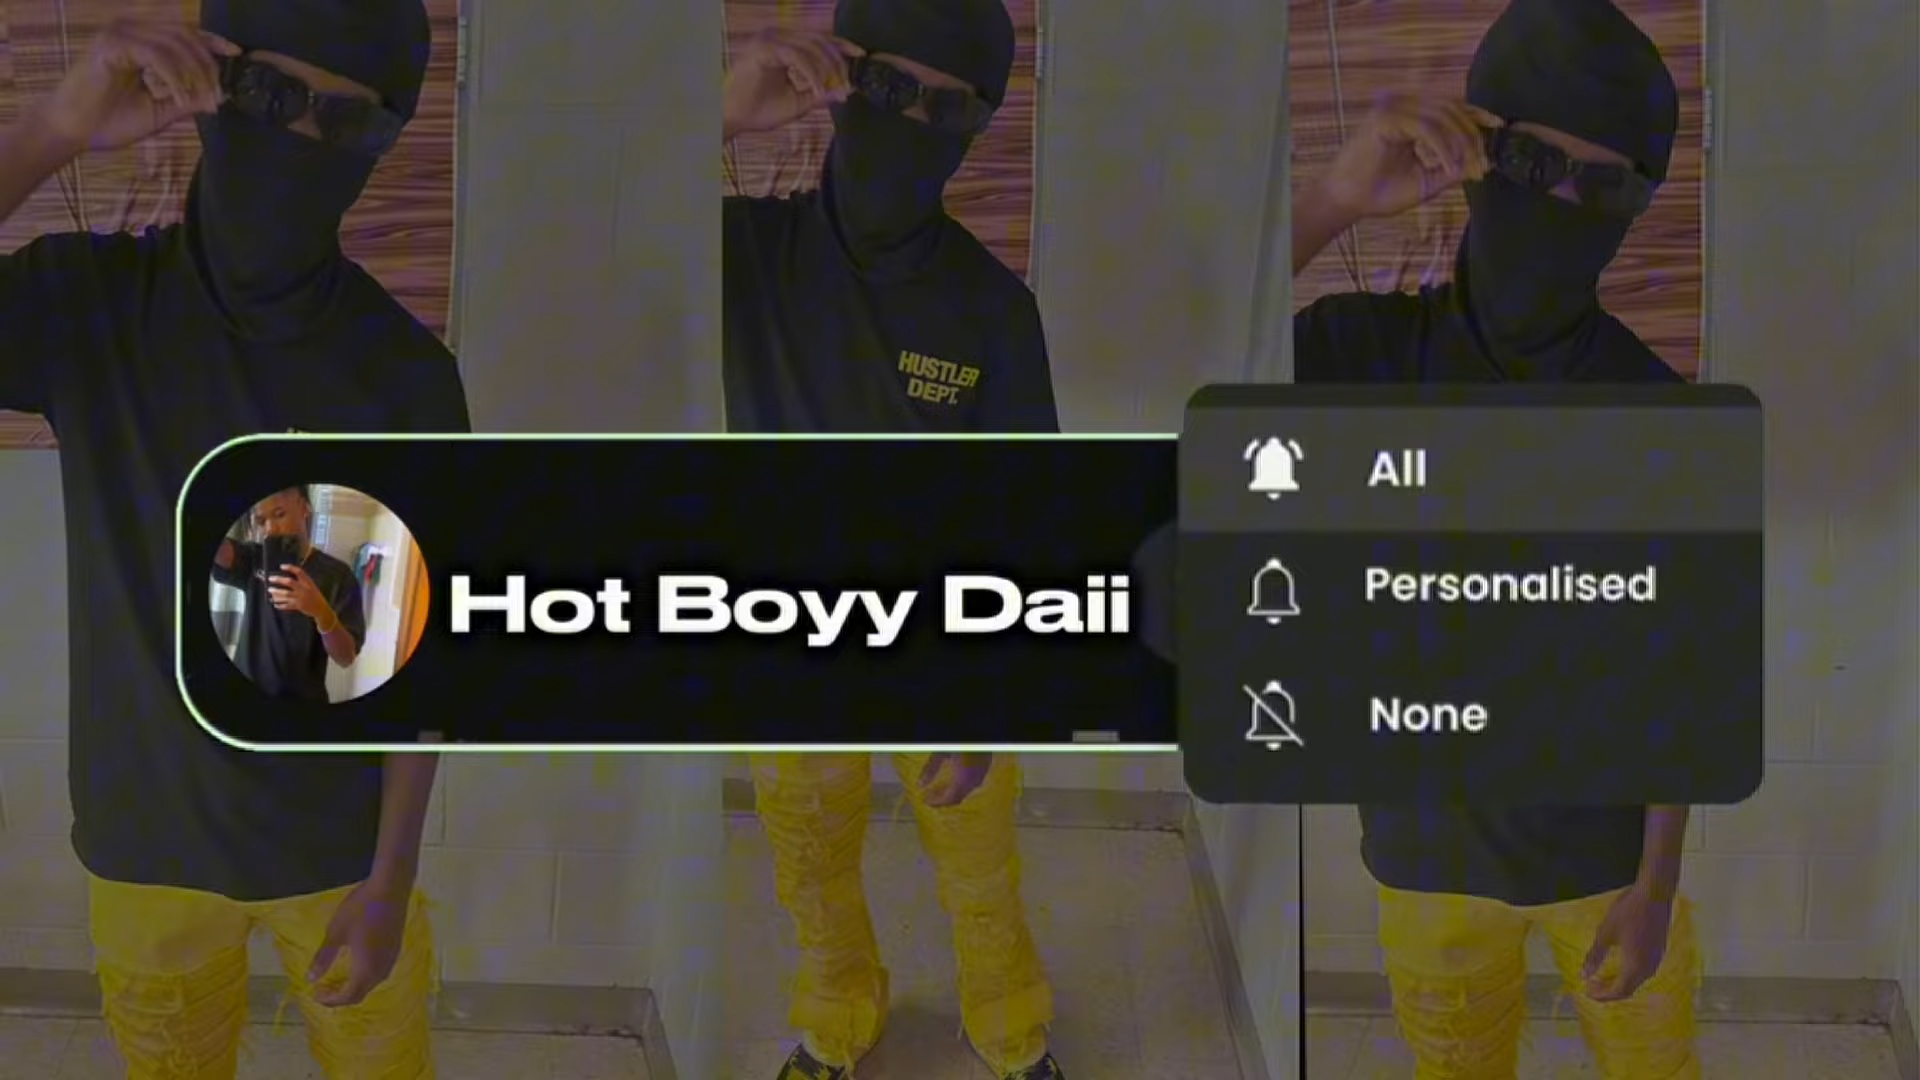 HUSTLER
DEPT.
Hot Boyy Daii
All
Personalised
None